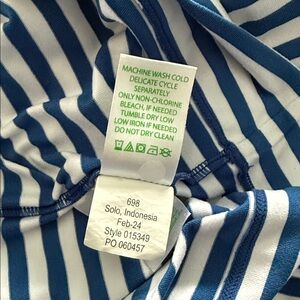 MACHINE WASH COLD
DELICATE CYCLE
SEPARATELY
ONLY NON-CHLORINE
BLEACH, IF NEEDED
TUMBLE DRY LOW
LOW IRON IF NEEDED
DO NOT DRY CLEAN
698
Solo, Indonesia
Feb-24
Style 015349
PO 060457